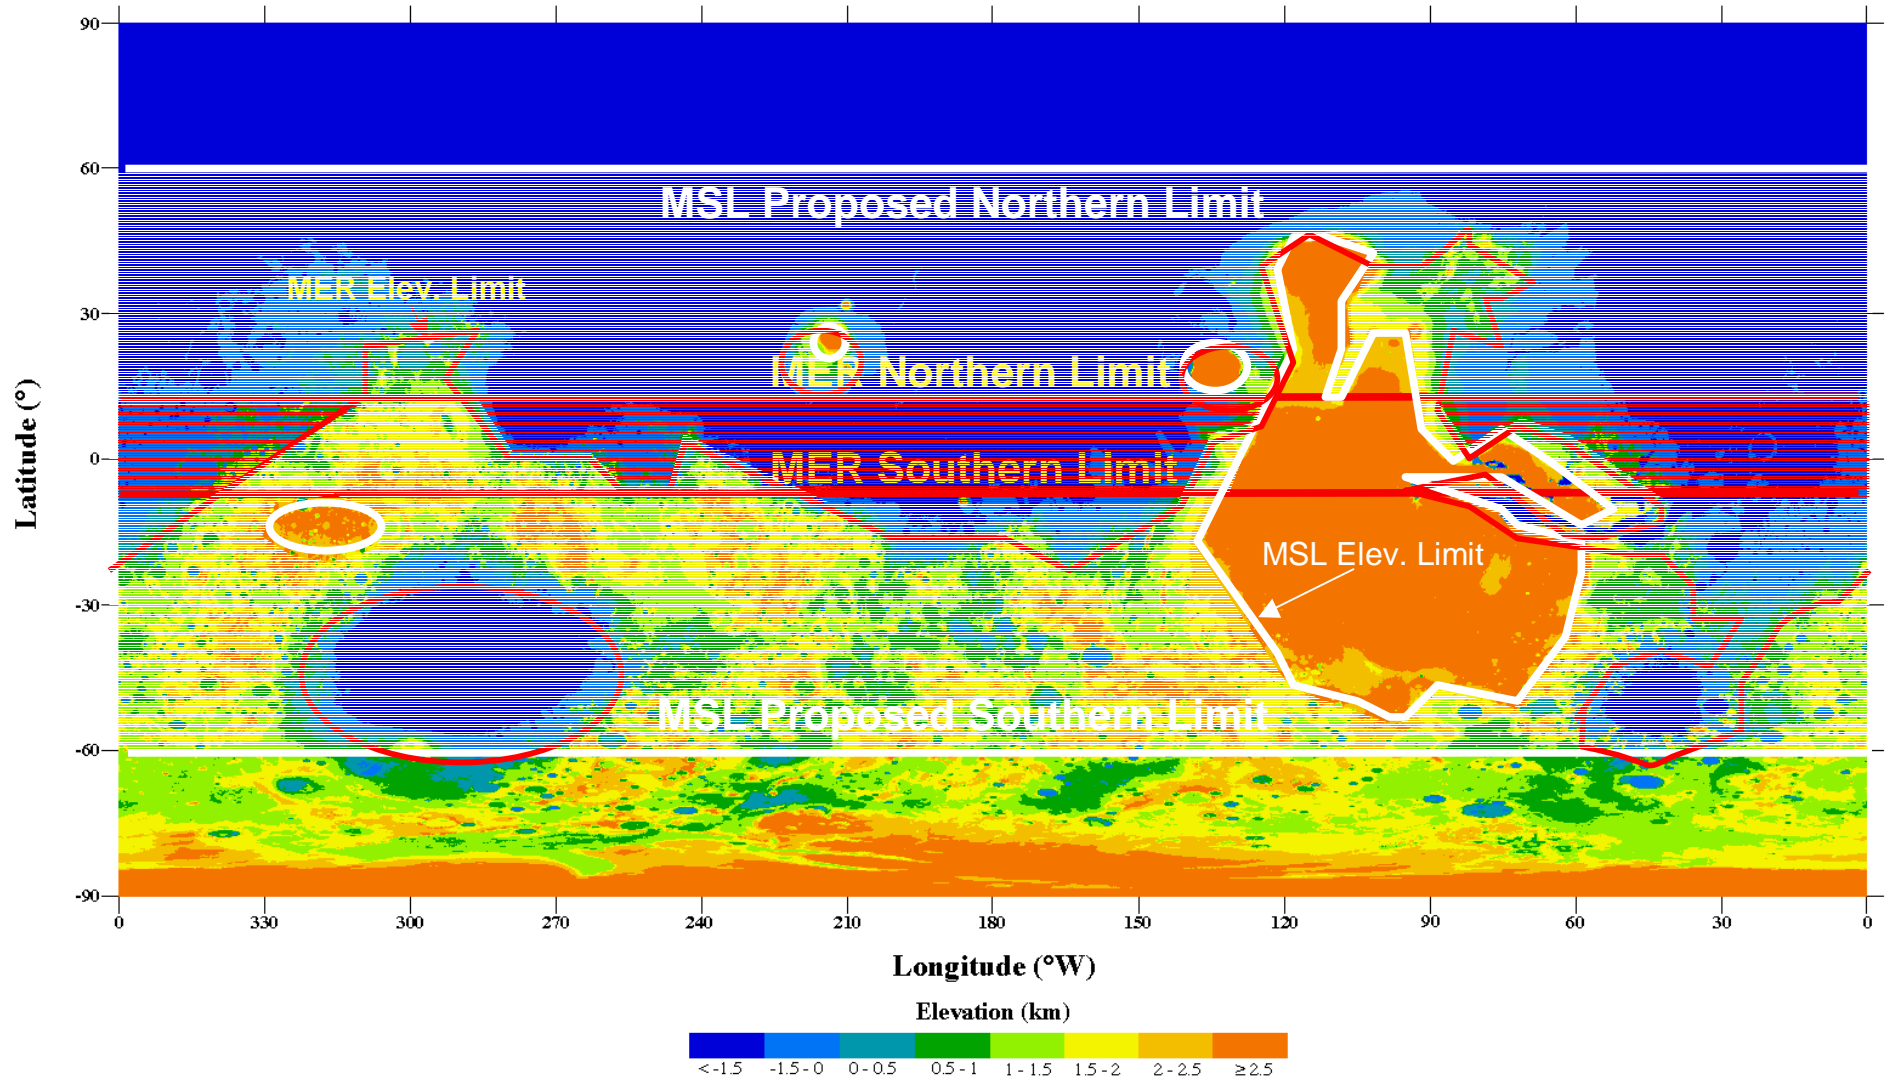 90
60
MSL Proposed Northern Limit
MER Elev. Limit
30
MER Northern Limit
Latitude (°)
0
MER Southern Limit
MSL Elev. Limit
-30
MSL Proposed Southern Limit
-60
-90
0 330 300 270 240 210 180 150 120 90 60 30 0
Longitude (°W)
Elevation (km)
< -1.5 -1.5 - 0 0 - 0.5 0.5 - 1 1 - 1.5 1.5 - 2 2 - 2.5 ≥ 2.5